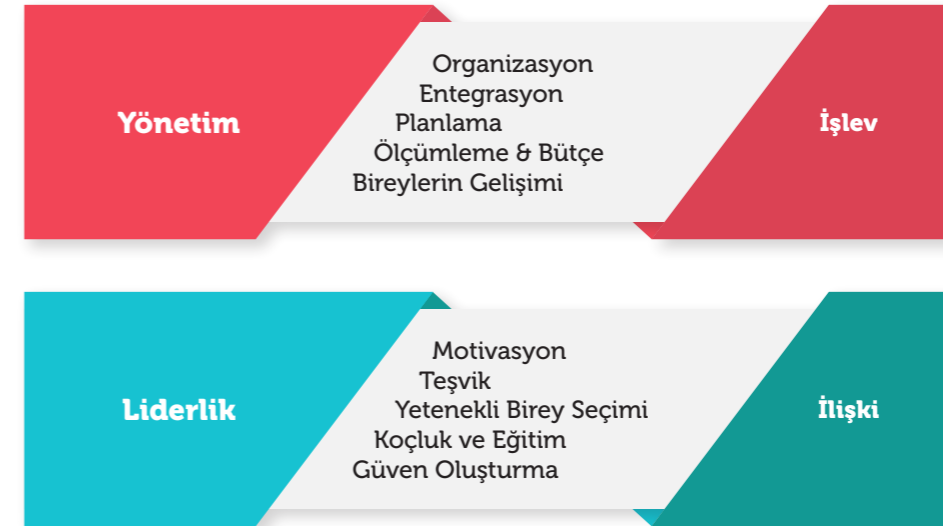 Yönetim
Organizasyon
Entegrasyon
Planlama
Ölçümleme & Bütçe
Bireylerin Gelişimi
İşlev
Liderlik
Motivasyon
Teşvik
Yetenekli Birey Seçimi
Koçluk ve Eğitim
Güven Oluşturma
İlişki